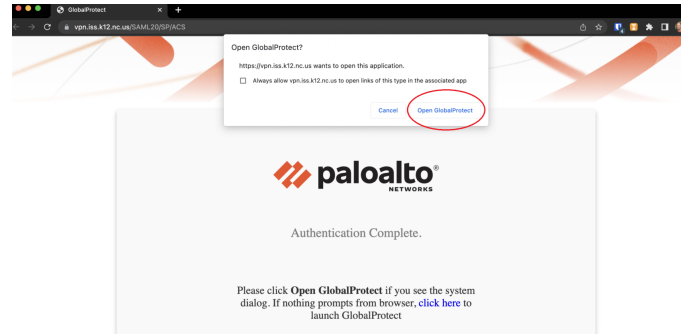 GlobalProtect
vpn.iss.k12.nc.us/SAML20/SP/ACS
Open GlobalProtect?
https://vpn.iss.k12.nc.us wants to open this application.
Always allow vpn.iss.k12.nc.us to open links of this type in the associated app
Cancel Open GlobalProtect
paloalto®
NETWORKS
Authentication Complete.
Please click Open GlobalProtect if you see the system
dialog. If nothing prompts from browser, click here to
launch GlobalProtect